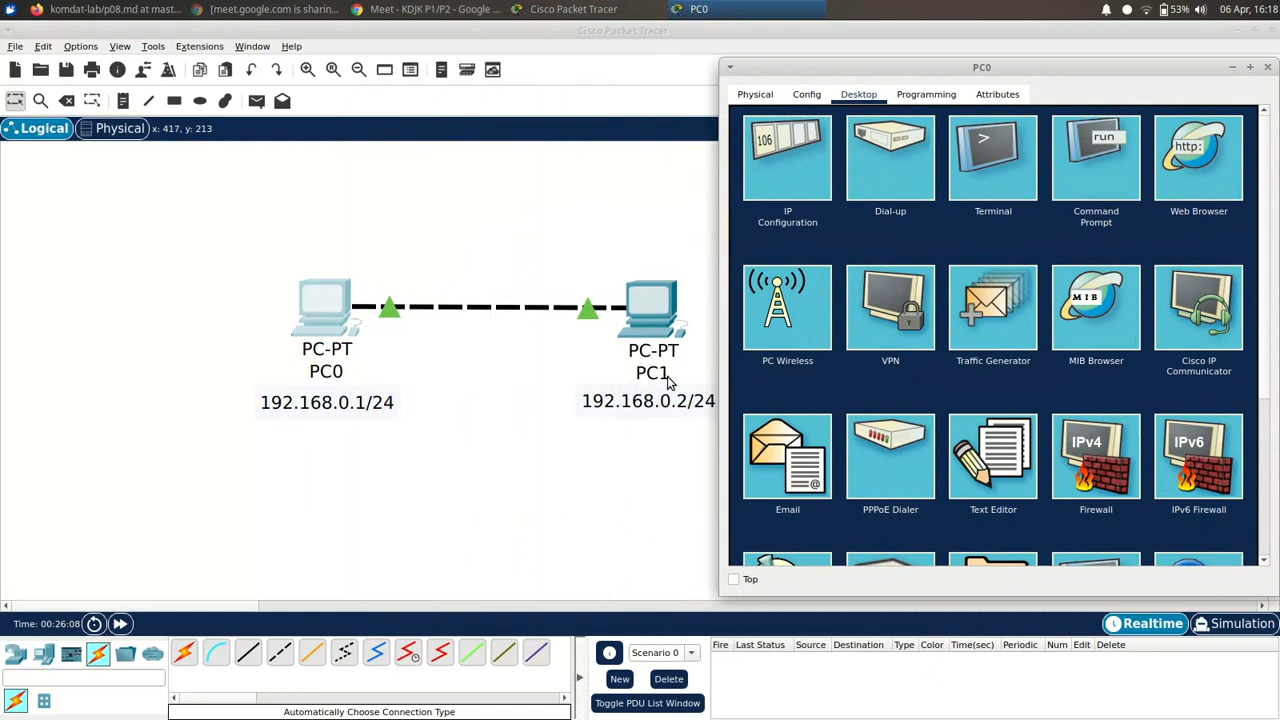 komdat-lab/p08.md at mast...
[meet.google.com is sharin...
Meet - KDJK P1/P2 - Google ...
Cisco Packet Tracer
PC0
53%
06 Apr, 16:18
Cisco Packet Tracer
File Edit Options View Tools Extensions Window Help
Logical
Physical
x: 417, y: 213
PC-PT
PC0
192.168.0.1/24
PC-PT
PC1
192.168.0.2/24
PC0
Physical Config Desktop Programming Attributes
106
>
run
http:
IP Configuration
Dial-up
Terminal
Command Prompt
Web Browser
MIB
PC Wireless
VPN
Traffic Generator
MIB Browser
Cisco IP Communicator
@
IPv4
IPv6
Email
PPPoE Dialer
Text Editor
Firewall
IPv6 Firewall
Top
Time: 00:26:08
Realtime
Simulation
Scenario 0
New
Delete
Toggle PDU List Window
Fire Last Status Source Destination Type Color Time(sec) Periodic Num Edit Delete
Automatically Choose Connection Type